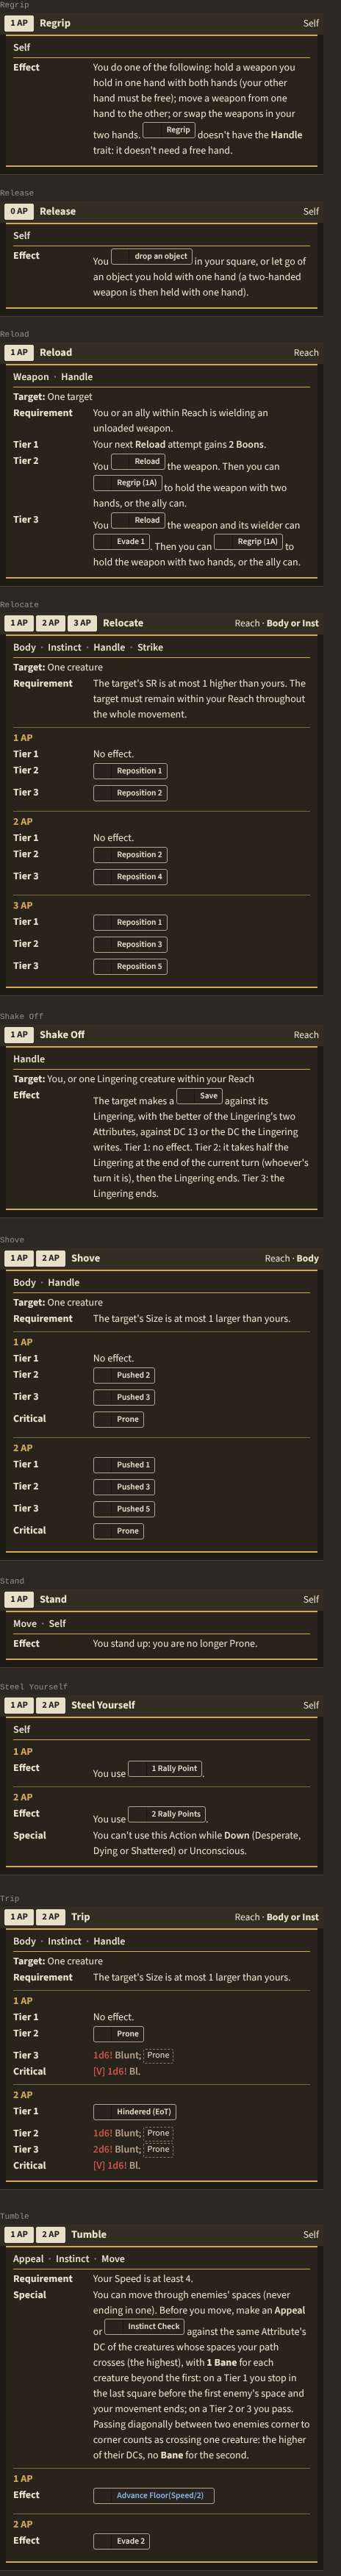 Regrip
1 AP Regrip Self
Self
Effect You do one of the following: hold a weapon you
hold in one hand with both hands (your other
hand must be free); move a weapon from one
hand to the other; or swap the weapons in your
two hands. Regrip doesn't have the Handle
trait: it doesn't need a free hand.
Release
0 AP Release Self
Self
Effect You drop an object in your square, or let go of
an object you hold with one hand (a two-handed
weapon is then held with one hand).
Reload
1 AP Reload Reach
Weapon · Handle
Target: One target
Requirement You or an ally within Reach is wielding an
unloaded weapon.
Tier 1 Your next Reload attempt gains 2 Boons.
Tier 2 You Reload the weapon. Then you can
Regrip (1A) to hold the weapon with two
hands, or the ally can.
Tier 3 You Reload the weapon and its wielder can
Evade 1. Then you can Regrip (1A) to
hold the weapon with two hands, or the ally can.
Relocate
1 AP 2 AP 3 AP Relocate Reach · Body or Inst
Body · Instinct · Handle · Strike
Target: One creature
Requirement The target's SR is at most 1 higher than yours. The
target must remain within your Reach throughout
the whole movement.
1 AP
Tier 1 No effect.
Tier 2 Reposition 1
Tier 3 Reposition 2
2 AP
Tier 1 No effect.
Tier 2 Reposition 2
Tier 3 Reposition 4
3 AP
Tier 1 Reposition 1
Tier 2 Reposition 3
Tier 3 Reposition 5
Shake Off
1 AP Shake Off Reach
Handle
Target: You, or one Lingering creature within your Reach
Effect The target makes a Save against its
Lingering, with the better of the Lingering's two
Attributes, against DC 13 or the DC the Lingering
writes. Tier 1: no effect. Tier 2: it takes half the
Lingering at the end of the current turn (whoever's
turn it is), then the Lingering ends. Tier 3: the
Lingering ends.
Shove
1 AP 2 AP Shove Reach · Body
Body · Handle
Target: One creature
Requirement The target's Size is at most 1 larger than yours.
1 AP
Tier 1 No effect.
Tier 2 Pushed 2
Tier 3 Pushed 3
Critical Prone
2 AP
Tier 1 Pushed 1
Tier 2 Pushed 3
Tier 3 Pushed 5
Critical Prone
Stand
1 AP Stand Self
Move · Self
Effect You stand up: you are no longer Prone.
Steel Yourself
1 AP 2 AP Steel Yourself Self
Self
1 AP
Effect You use 1 Rally Point.
2 AP
Effect You use 2 Rally Points.
Special You can't use this Action while Down (Desperate,
Dying or Shattered) or Unconscious.
Trip
1 AP 2 AP Trip Reach · Body or Inst
Body · Instinct · Handle
Target: One creature
Requirement The target's Size is at most 1 larger than yours.
1 AP
Tier 1 No effect.
Tier 2 Prone
Tier 3 1d6! Blunt; Prone
Critical [V] 1d6! Bl.
2 AP
Tier 1 Hindered (EoT)
Tier 2 1d6! Blunt; Prone
Tier 3 2d6! Blunt; Prone
Critical [V] 1d6! Bl.
Tumble
1 AP 2 AP Tumble Self
Appeal · Instinct · Move
Requirement Your Speed is at least 4.
Special You can move through enemies' spaces (never
ending in one). Before you move, make an Appeal
or Instinct Check against the same Attribute's
DC of the creatures whose spaces your path
crosses (the highest), with 1 Bane for each
creature beyond the first: on a Tier 1 you stop in
the last square before the first enemy's space and
your movement ends; on a Tier 2 or 3 you pass.
Passing diagonally between two enemies corner to
corner counts as crossing one creature: the higher
of their DCs, no Bane for the second.
1 AP
Effect Advance Floor(Speed/2)
2 AP
Effect Evade 2